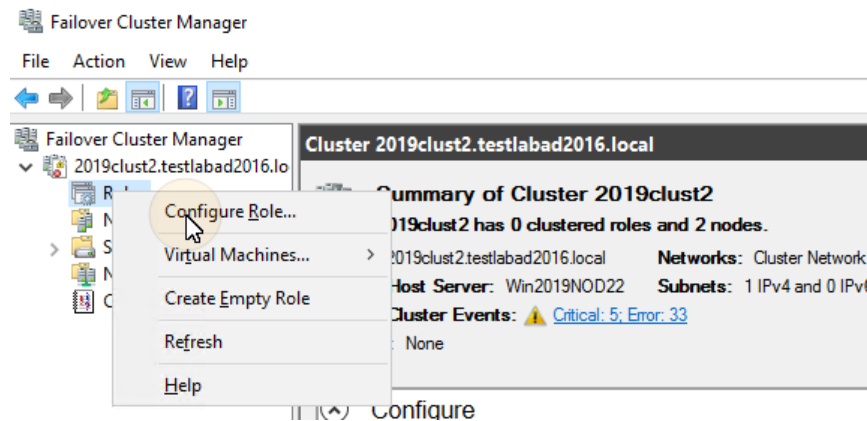 Failover Cluster Manager
File Action View Help
Failover Cluster Manager
2019clust2.testlabad2016.lo
Configure Role...
Virtual Machines...
Create Empty Role
Refresh
Help
Cluster 2019clust2.testlabad2016.local
Summary of Cluster 2019clust2
2019clust2 has 0 clustered roles and 2 nodes.
2019clust2.testlabad2016.local Networks: Cluster Network
Host Server: Win2019NOD22 Subnets: 1 IPv4 and 0 IPv6
Cluster Events: Critical: 5; Error: 33
: None
Configure